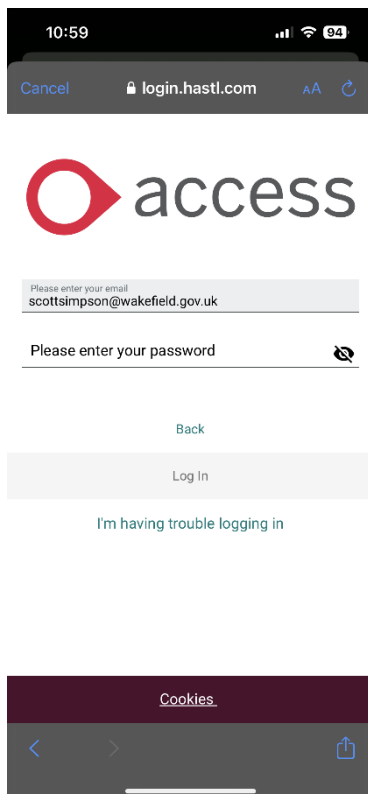 10:59
94
Cancel
login.hastl.com
AA
access
Please enter your email
scottsimpson@wakefield.gov.uk
Please enter your password
Back
Log In
I'm having trouble logging in
Cookies